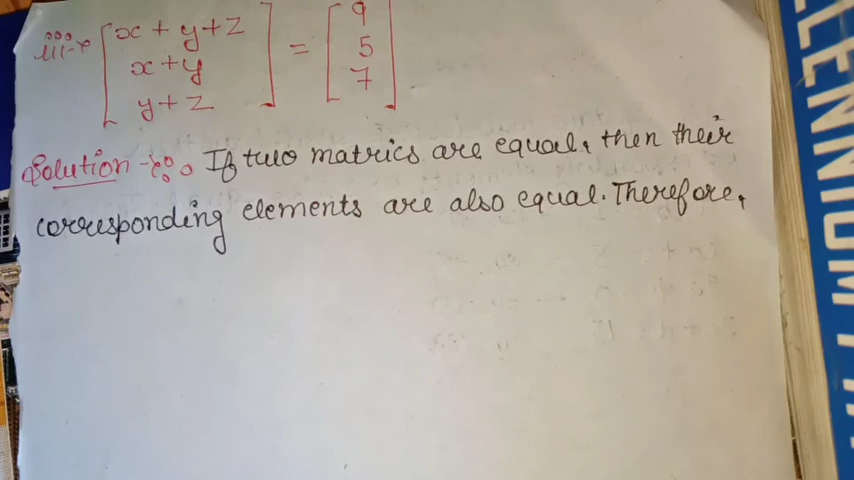 iii→ [x + y + z] = [9]
[x + y] [5]
[y + z] [7]
Solution → If two matrics are equal, then their
corresponding elements are also equal. Therefore,